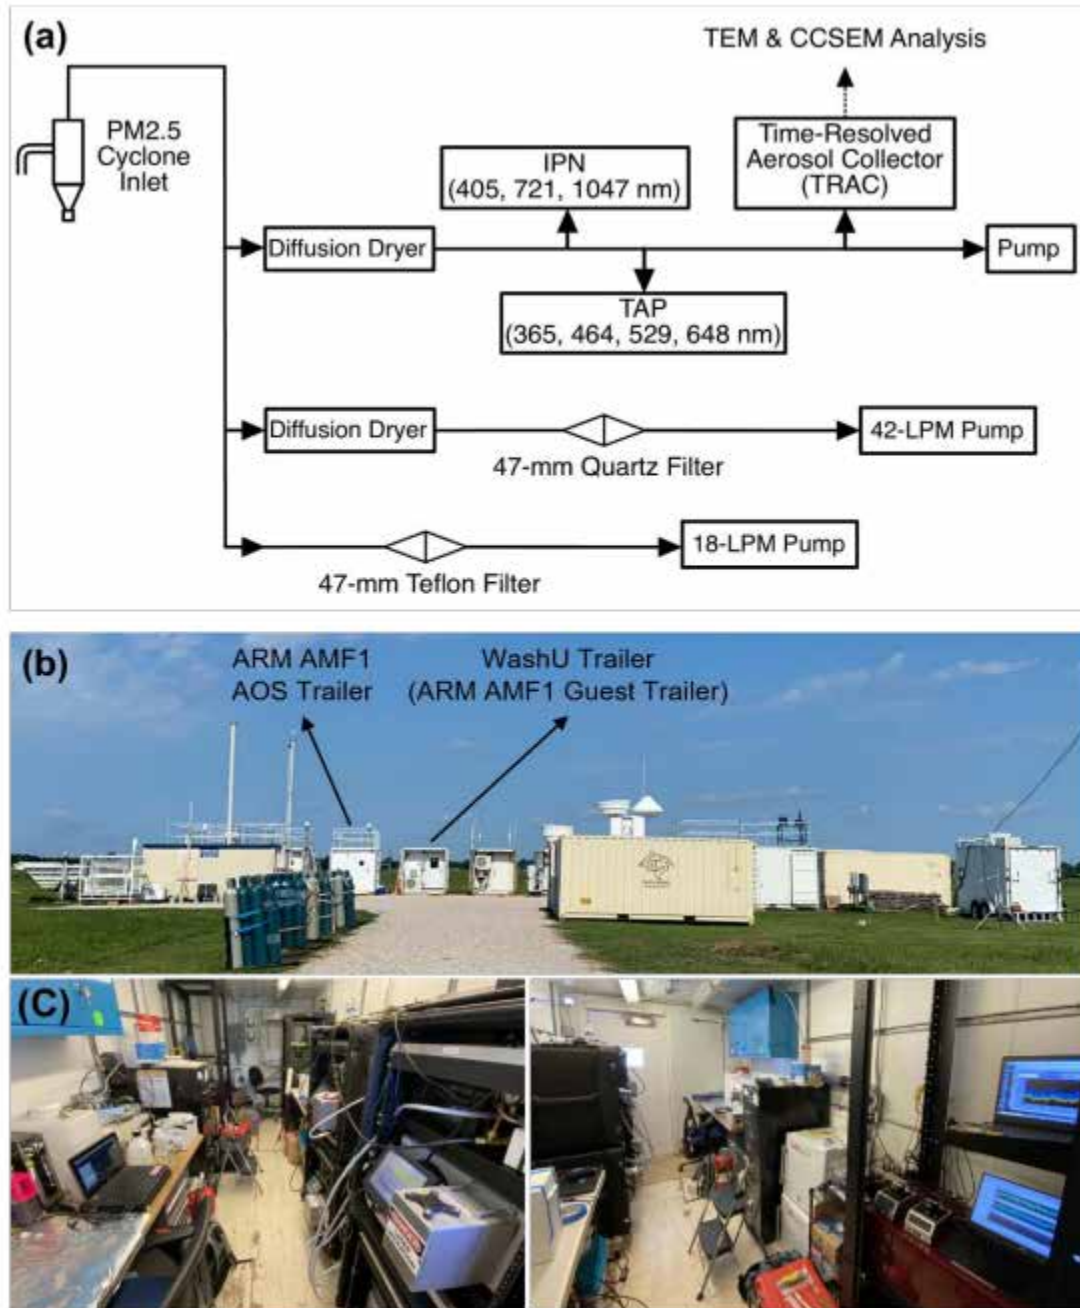 (a)
TEM & CCSEM Analysis
PM2.5
Cyclone
Inlet
IPN
(405, 721, 1047 nm)
Time-Resolved
Aerosol Collector
(TRAC)
Diffusion Dryer
Pump
TAP
(365, 464, 529, 648 nm)
Diffusion Dryer
42-LPM Pump
47-mm Quartz Filter
18-LPM Pump
47-mm Teflon Filter
(b)
ARM AMF1
AOS Trailer
WashU Trailer
(ARM AMF1 Guest Trailer)
(C)